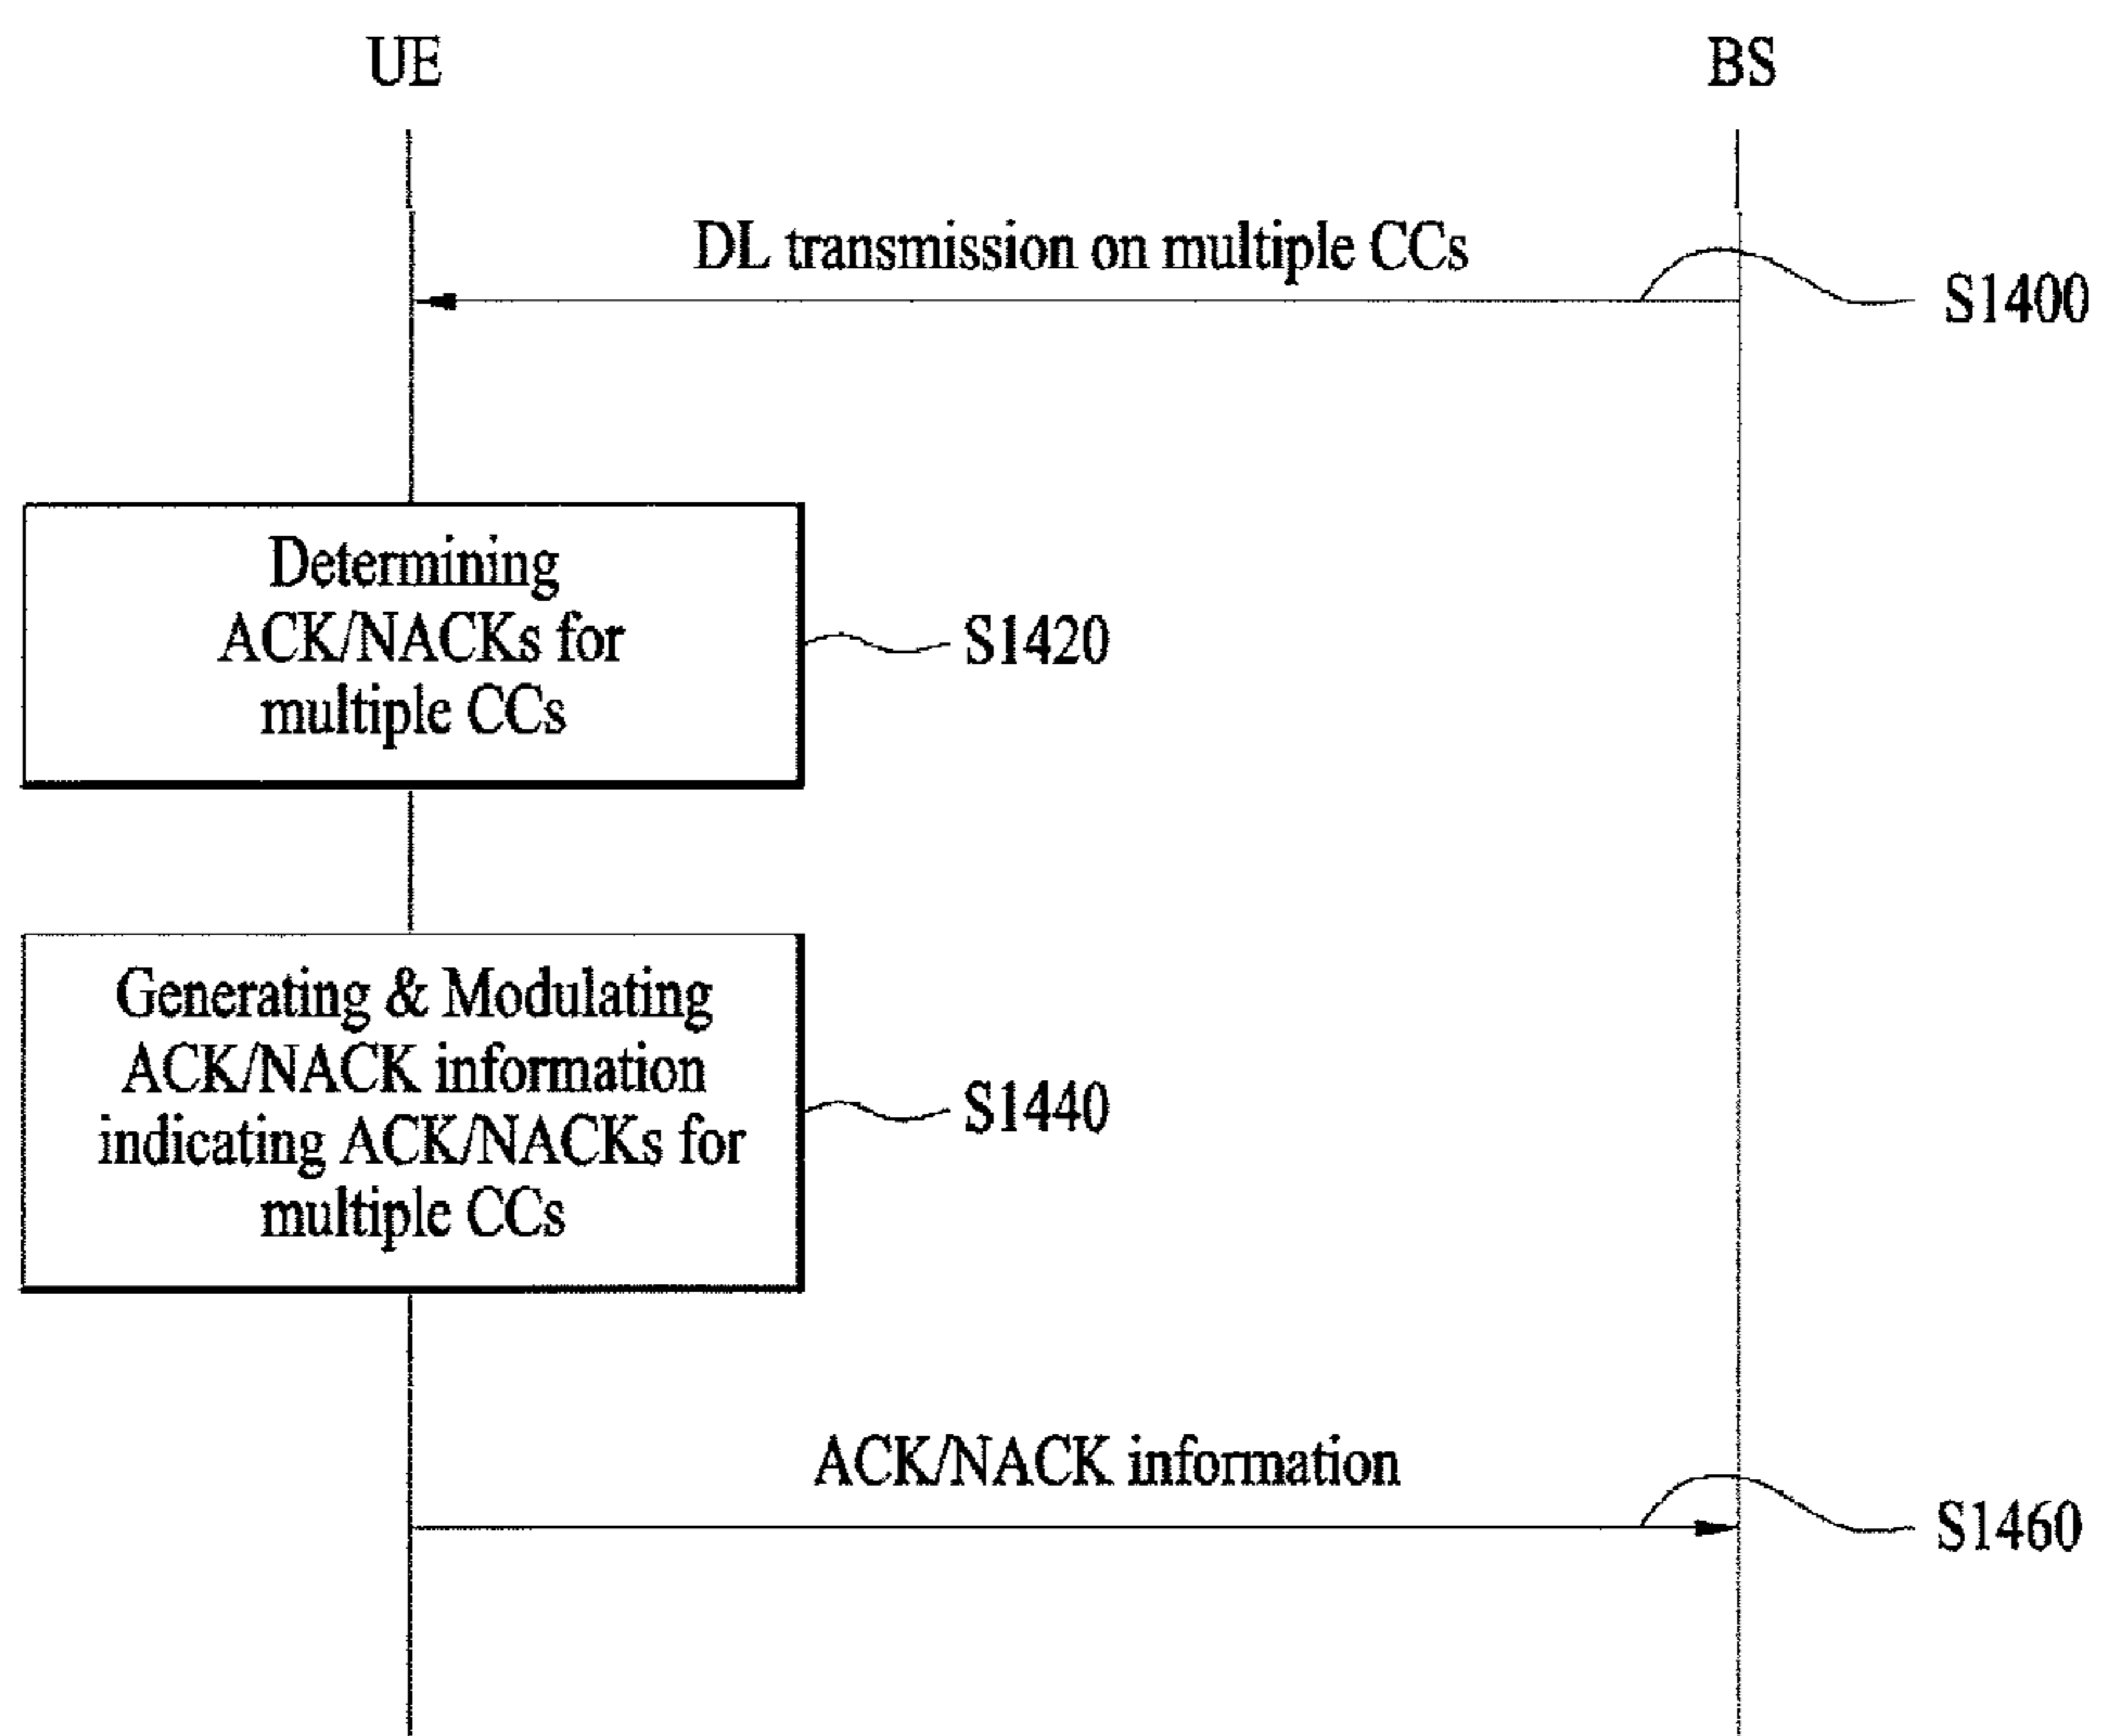 UE
BS
DL transmission on multiple CCs
S1400
Determining
ACK/NACKs for
multiple CCs
S1420
Generating & Modulating
ACK/NACK information
indicating ACK/NACKs for
multiple CCs
S1440
ACK/NACK information
S1460